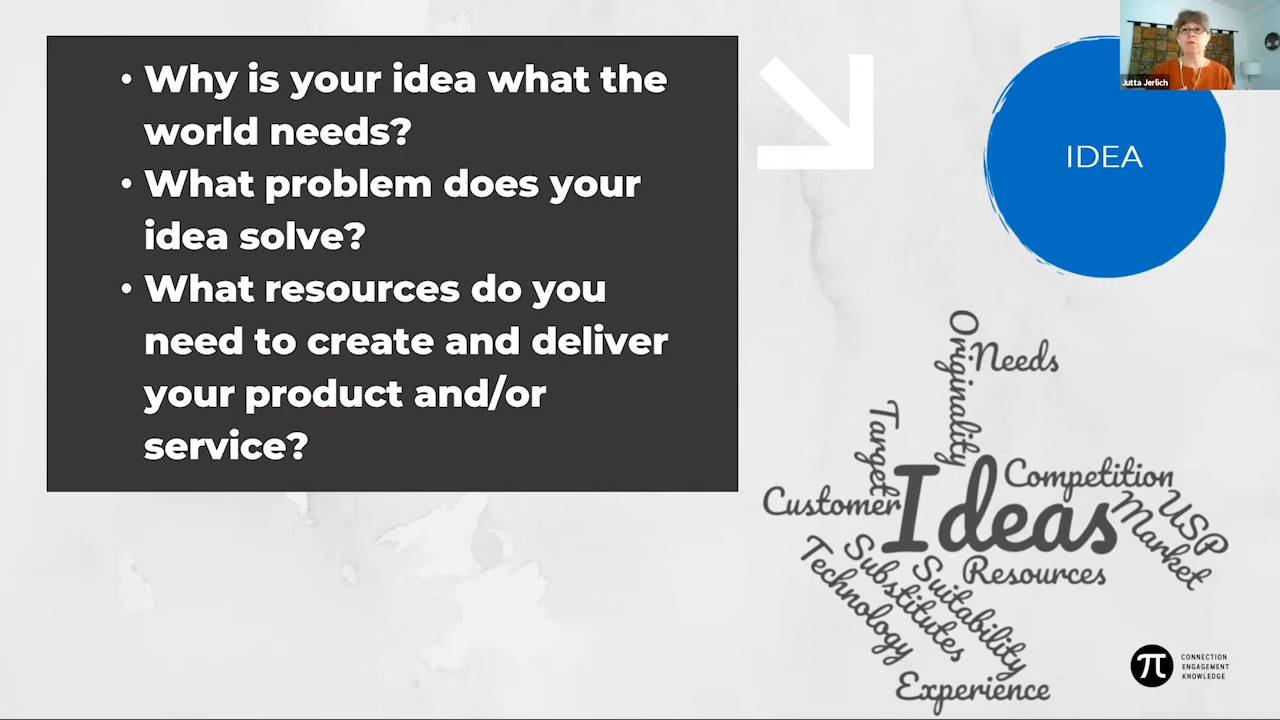 • Why is your idea what the
world needs?
• What problem does your
idea solve?
• What resources do you
need to create and deliver
your product and/or
service?
Jutta Jerlich
IDEA
Originality
Needs
Target
Competition
Customer
Ideas
USP
Market
Resources
Suitability
Substitutes
Technology
Experience
π
CONNECTION
ENGAGEMENT
KNOWLEDGE